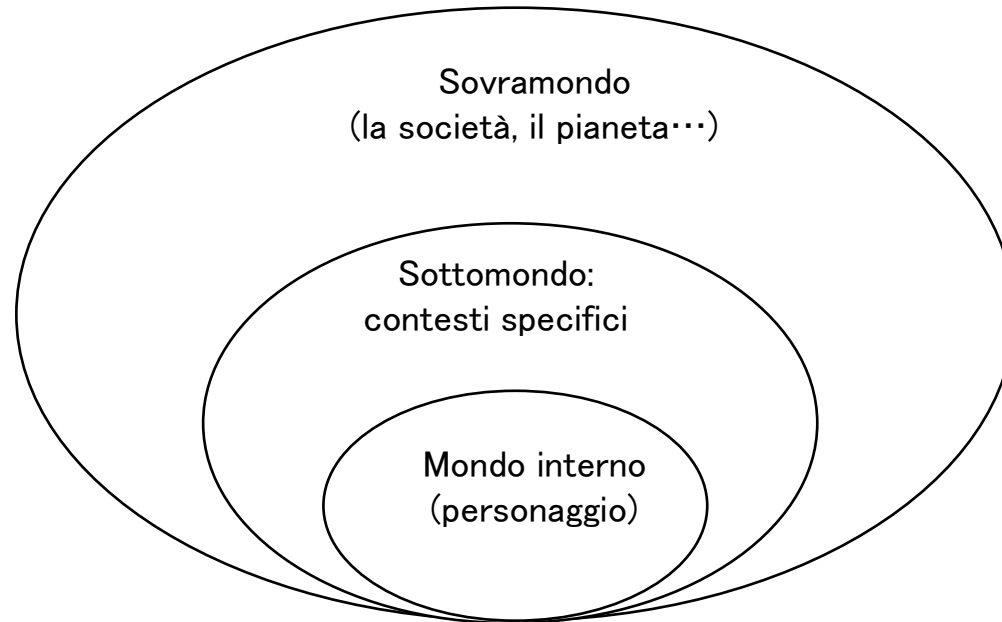 Sovramondo
(la società, il pianeta…)
Sottomondo:
contesti specifici
Mondo interno
(personaggio)